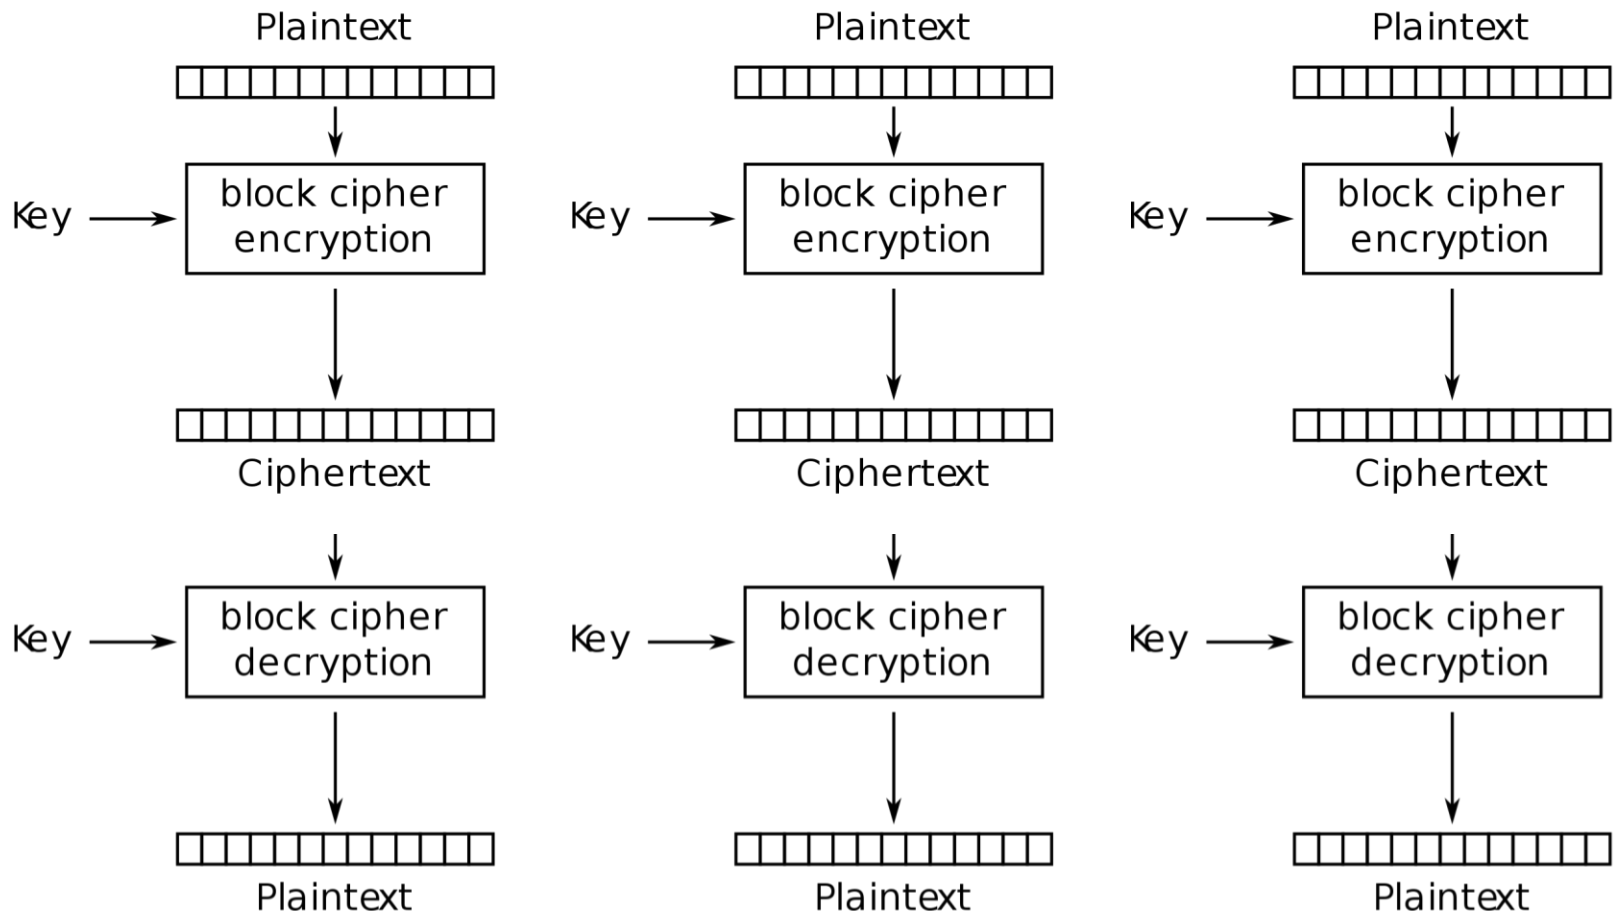 Plaintext
Plaintext
Plaintext
Key
block cipher
encryption
Key
block cipher
encryption
Key
block cipher
encryption
Ciphertext
Ciphertext
Ciphertext
Key
block cipher
decryption
Key
block cipher
decryption
Key
block cipher
decryption
Plaintext
Plaintext
Plaintext